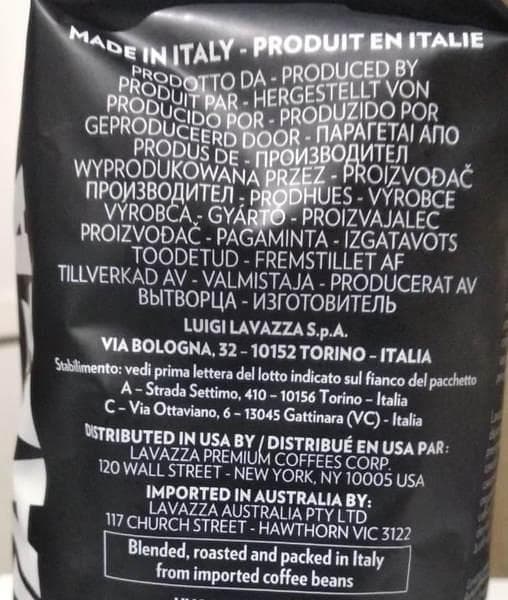 MADE IN ITALY - PRODUIT EN ITALIE
PRODOTTO DA - PRODUCED BY
PRODUIT PAR - HERGESTELLT VON
PRODUCIDO POR - PRODUZIDO POR
GEPRODUCEERD DOOR - ΠΑΡΑΓΕΤΑΙ ΑΠΟ
PRODUS DE - ПРОИЗВОДИТЕЛ
WYPRODUKOWANA PRZEZ - PROIZVOĐAČ
ПРОИЗВОДИТЕЛ - PRODHUES - VÝROBCE
VÝROBCA - GYÁRTÓ - PROIZVAJALEC
PROIZVOĐAČ - PAGAMINTA - IZGATAVOTS
TOODETUD - FREMSTILLET AF
TILLVERKAD AV - VALMISTAJA - PRODUCERAT AV
ВЫТВОРЦА - ИЗГОТОВИТЕЛЬ
LUIGI LAVAZZA S.p.A.
VIA BOLOGNA, 32 - 10152 TORINO - ITALIA
Stabilimento: vedi prima lettera del lotto indicato sul fianco del pacchetto
A - Strada Settimo, 410 - 10156 Torino - Italia
C - Via Ottaviano, 6 - 13045 Gattinara (VC) - Italia
DISTRIBUTED IN USA BY / DISTRIBUÉ EN USA PAR:
LAVAZZA PREMIUM COFFEES CORP.
120 WALL STREET - NEW YORK, NY 10005 USA
IMPORTED IN AUSTRALIA BY:
LAVAZZA AUSTRALIA PTY LTD
117 CHURCH STREET - HAWTHORN VIC 3122
Blended, roasted and packed in Italy
from imported coffee beans